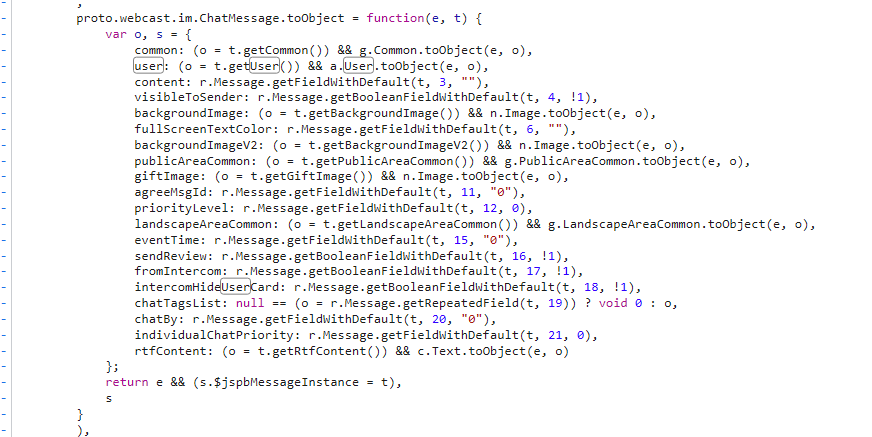 ,
proto.webcast.im.ChatMessage.toObject = function(e, t) {
var o, s = {
common: (o = t.getCommon()) && g.Common.toObject(e, o),
user: (o = t.getUser()) && a.User.toObject(e, o),
content: r.Message.getFieldWithDefault(t, 3, ""),
visibleToSender: r.Message.getBooleanFieldWithDefault(t, 4, !1),
backgroundImage: (o = t.getBackgroundImage()) && n.Image.toObject(e, o),
fullScreenTextColor: r.Message.getFieldWithDefault(t, 6, ""),
backgroundImageV2: (o = t.getBackgroundImageV2()) && n.Image.toObject(e, o),
publicAreaCommon: (o = t.getPublicAreaCommon()) && g.PublicAreaCommon.toObject(e, o),
giftImage: (o = t.getGiftImage()) && n.Image.toObject(e, o),
agreeMsgId: r.Message.getFieldWithDefault(t, 11, "0"),
priorityLevel: r.Message.getFieldWithDefault(t, 12, 0),
landscapeAreaCommon: (o = t.getLandscapeAreaCommon()) && g.LandscapeAreaCommon.toObject(e, o),
eventTime: r.Message.getFieldWithDefault(t, 15, "0"),
sendReview: r.Message.getBooleanFieldWithDefault(t, 16, !1),
fromIntercom: r.Message.getBooleanFieldWithDefault(t, 17, !1),
intercomHideUserCard: r.Message.getBooleanFieldWithDefault(t, 18, !1),
chatTagsList: null == (o = r.Message.getRepeatedField(t, 19)) ? void 0 : o,
chatBy: r.Message.getFieldWithDefault(t, 20, "0"),
individualChatPriority: r.Message.getFieldWithDefault(t, 21, 0),
rtfContent: (o = t.getRtfContent()) && c.Text.toObject(e, o)
};
return e && (s.$jspbMessageInstance = t),
s
}
),